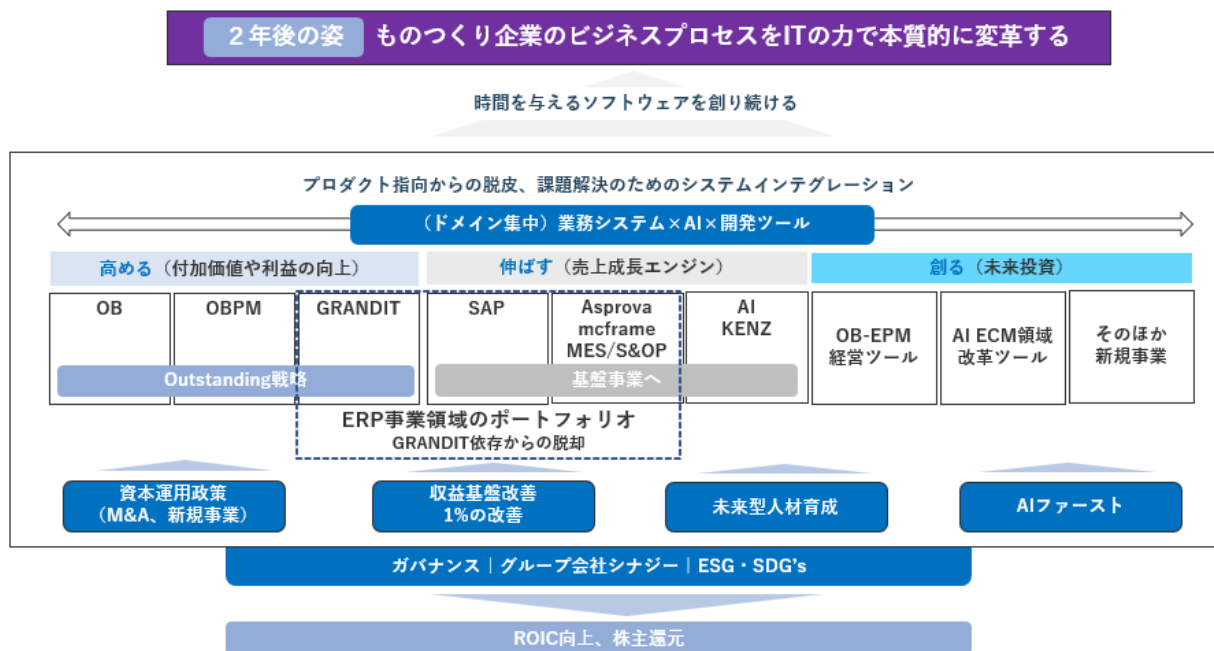 ２年後の姿 ものつくり企業のビジネスプロセスをITの力で本質的に変革する
時間を与えるソフトウェアを創り続ける
プロダクト指向からの脱皮、課題解決のためのシステムインテグレーション
（ドメイン集中）業務システム×AI×開発ツール
高める（付加価値や利益の向上）
伸ばす（売上成長エンジン）
創る（未来投資）
OB
OBPM
GRANDIT
SAP
Asprova
mcframe
MES/S&OP
AI
KENZ
OB-EPM
経営ツール
AI ECM領域
改革ツール
そのほか
新規事業
Outstanding戦略
基盤事業へ
ERP事業領域のポートフォリオ
GRANDIT依存からの脱却
資本運用政策
（M&A、新規事業）
収益基盤改善
1%の改善
未来型人材育成
AIファースト
ガバナンス｜グループ会社シナジー｜ESG・SDG's
ROIC向上、株主還元